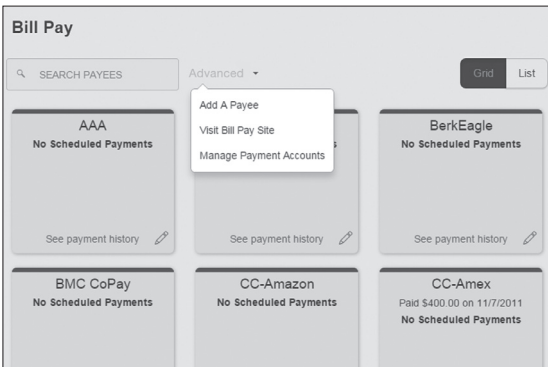 Bill Pay
SEARCH PAYEES
Advanced
Grid
List
Add A Payee
Visit Bill Pay Site
Manage Payment Accounts
AAA
No Scheduled Payments
See payment history
See payment history
BerkEagle
No Scheduled Payments
See payment history
BMC CoPay
No Scheduled Payments
CC-Amazon
No Scheduled Payments
CC-Amex
Paid $400.00 on 11/7/2011
No Scheduled Payments